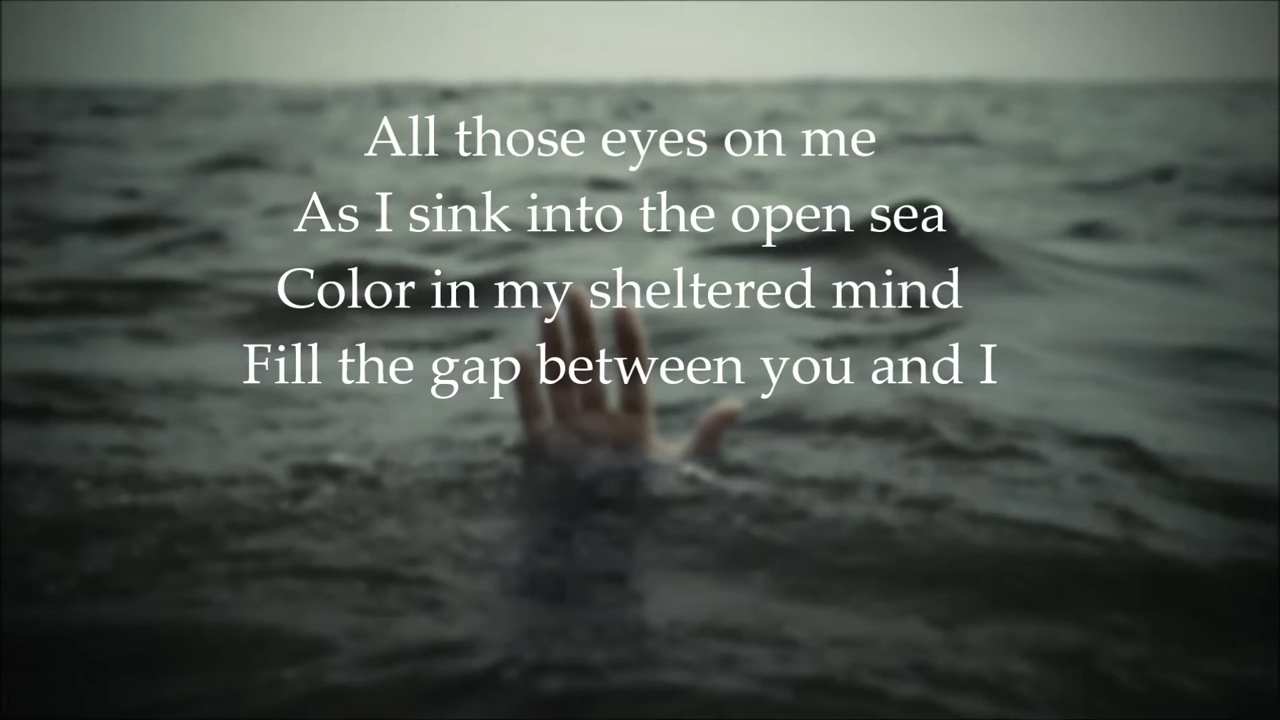 All those eyes on me
As I sink into the open sea
Color in my sheltered mind
Fill the gap between you and I